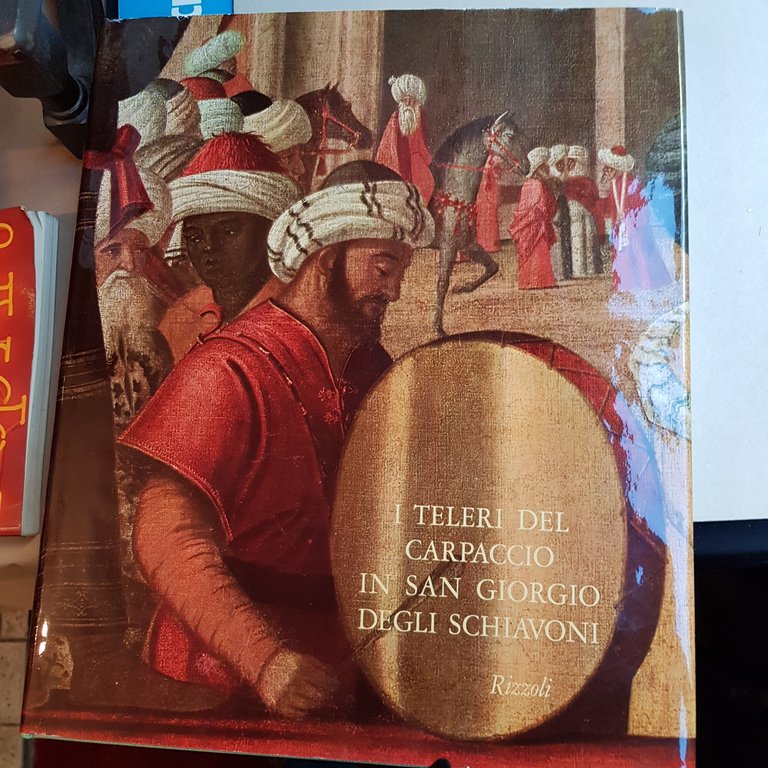 I TELERI DEL
CARPACCIO
IN SAN GIORGIO
DEGLI SCHIAVONI
Rizzoli